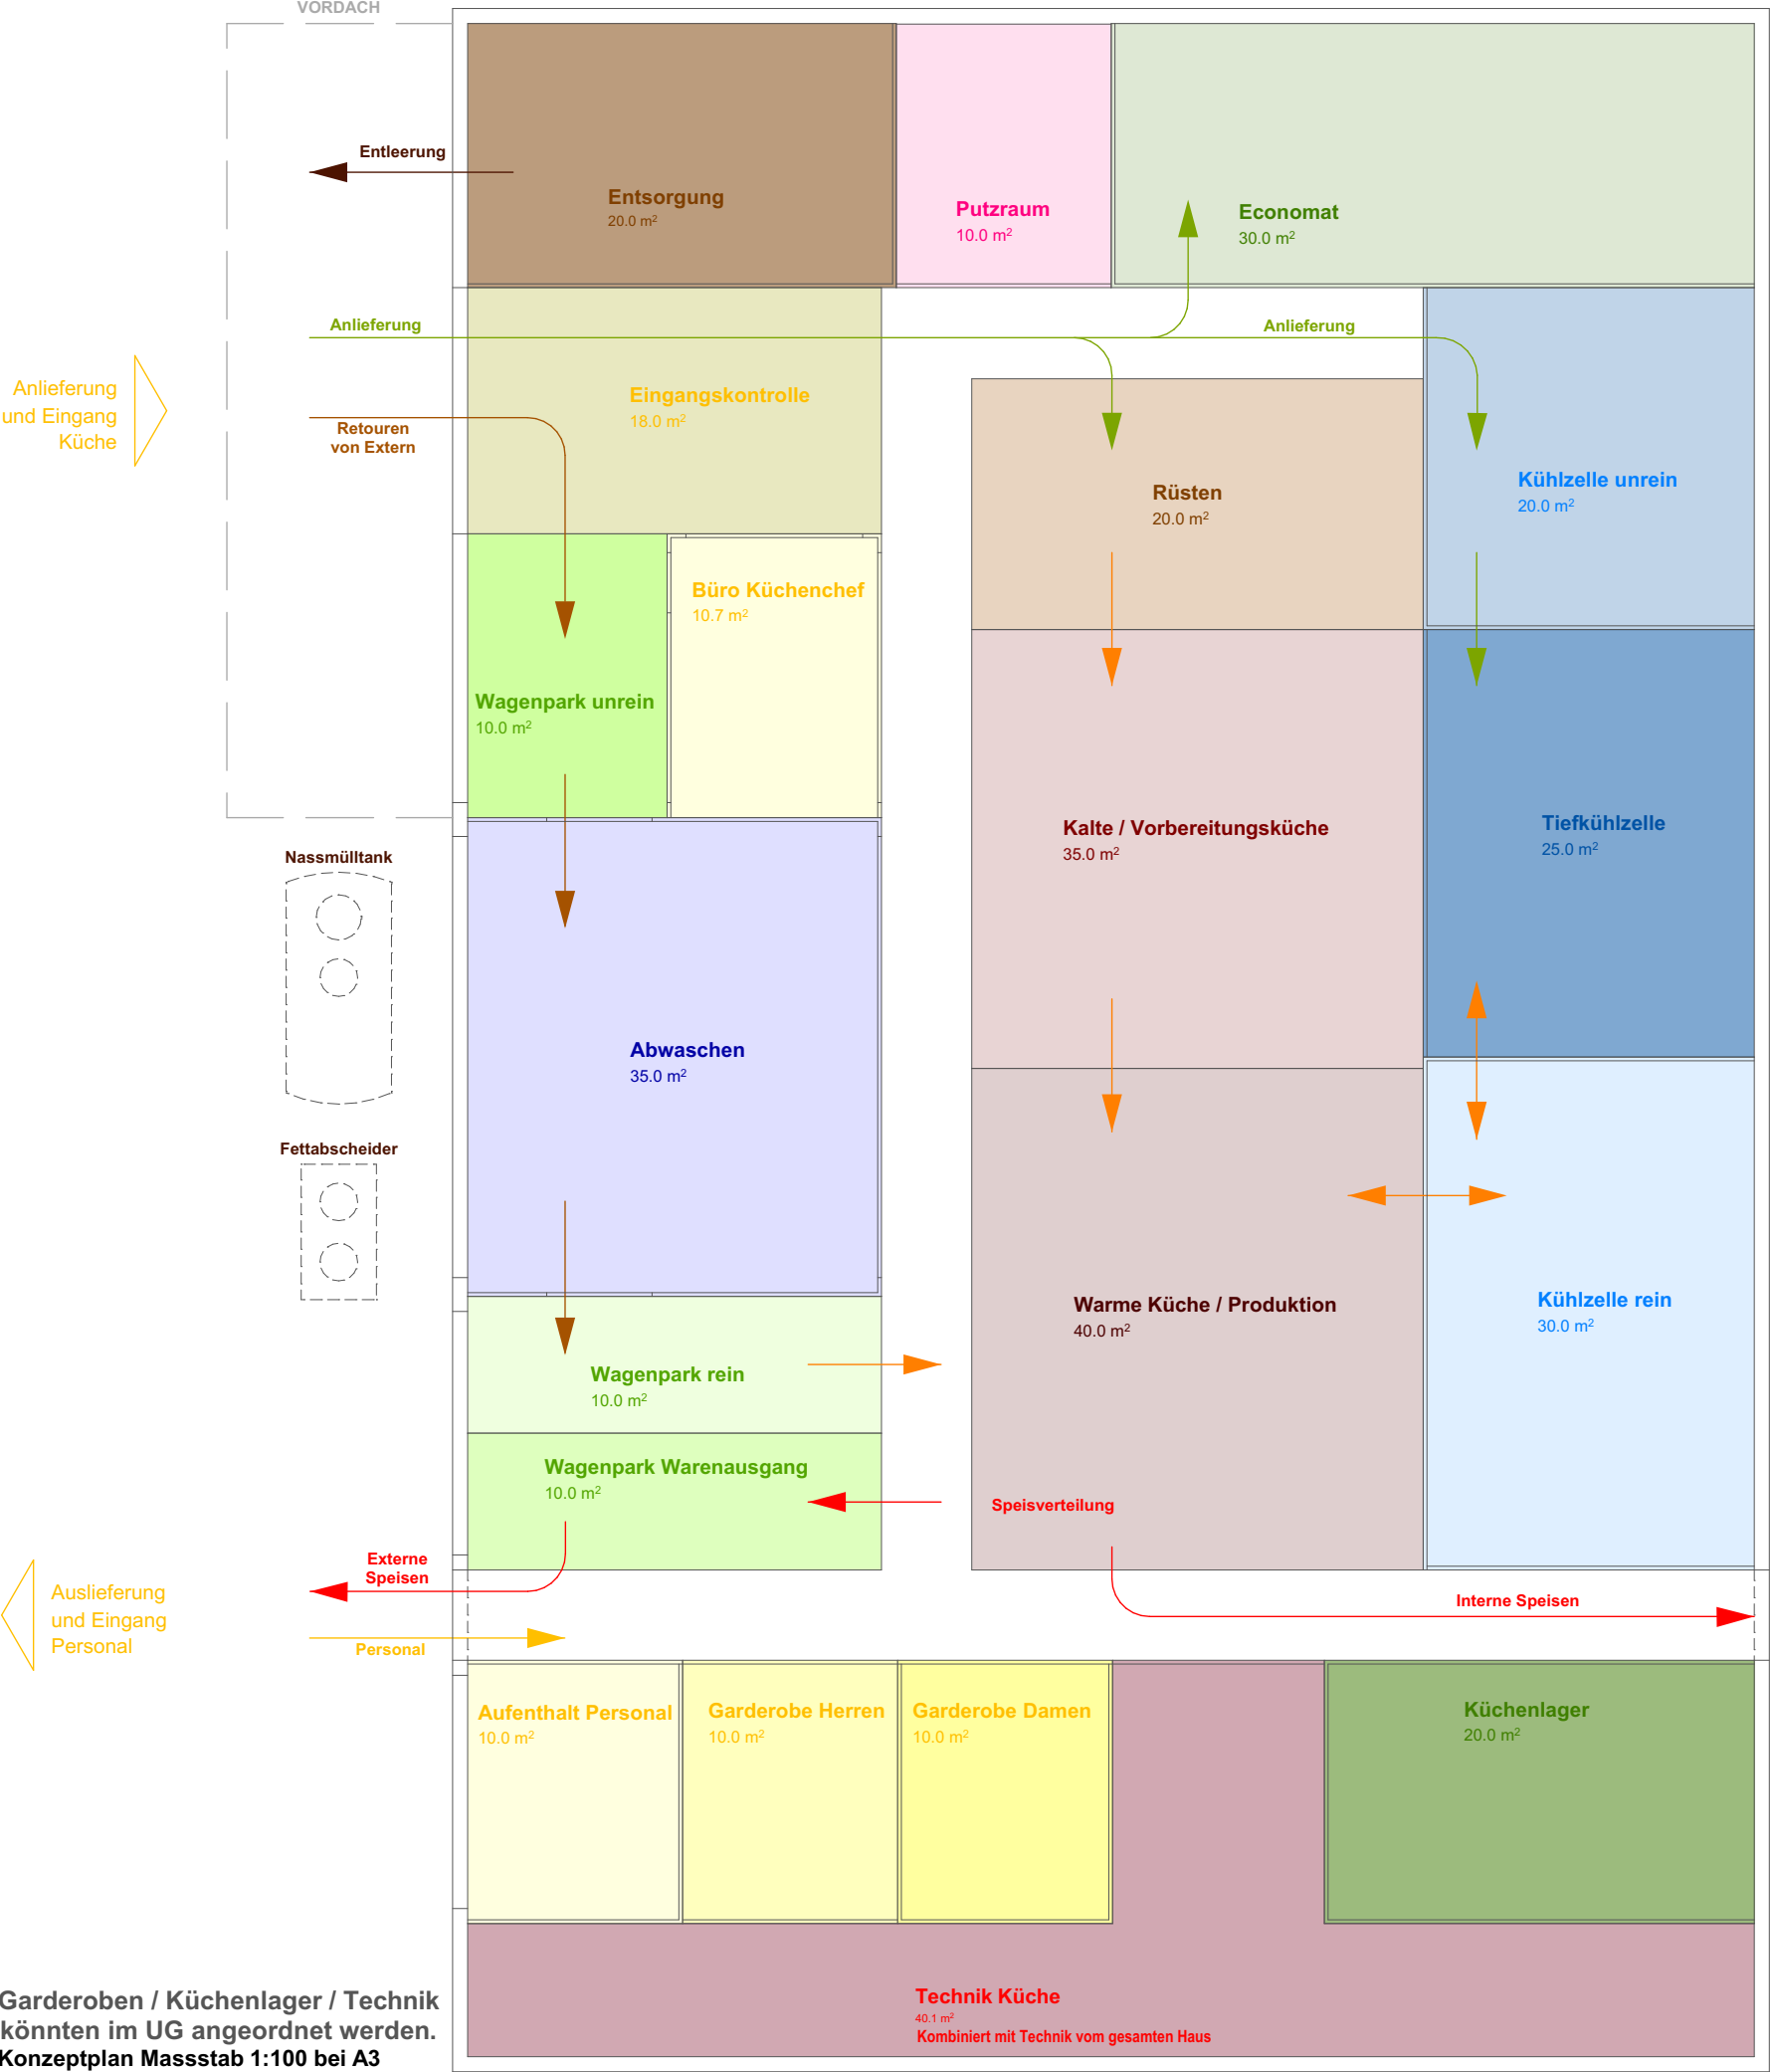 VORDACH
Entleerung
Entsorgung
20.0 m²
Putzraum
10.0 m²
Economat
30.0 m²
Anlieferung
Anlieferung
Anlieferung
und Eingang
Küche
Eingangskontrolle
18.0 m²
Retouren
von Extern
Rüsten
20.0 m²
Kühlzelle unrein
20.0 m²
Büro Küchenchef
10.7 m²
Wagenpark unrein
10.0 m²
Kalte / Vorbereitungsküche
35.0 m²
Tiefkühlzelle
25.0 m²
Nassmülltank
Abwaschen
35.0 m²
Fettabscheider
Warme Küche / Produktion
40.0 m²
Kühlzelle rein
30.0 m²
Wagenpark rein
10.0 m²
Wagenpark Warenausgang
10.0 m²
Speisverteilung
Externe
Speisen
Interne Speisen
Auslieferung
und Eingang
Personal
Personal
Aufenthalt Personal
10.0 m²
Garderobe Herren
10.0 m²
Garderobe Damen
10.0 m²
Küchenlager
20.0 m²
Technik Küche
40.1 m²
Kombiniert mit Technik vom gesamten Haus
Garderoben / Küchenlager / Technik
könnten im UG angeordnet werden.
Konzeptplan Massstab 1:100 bei A3